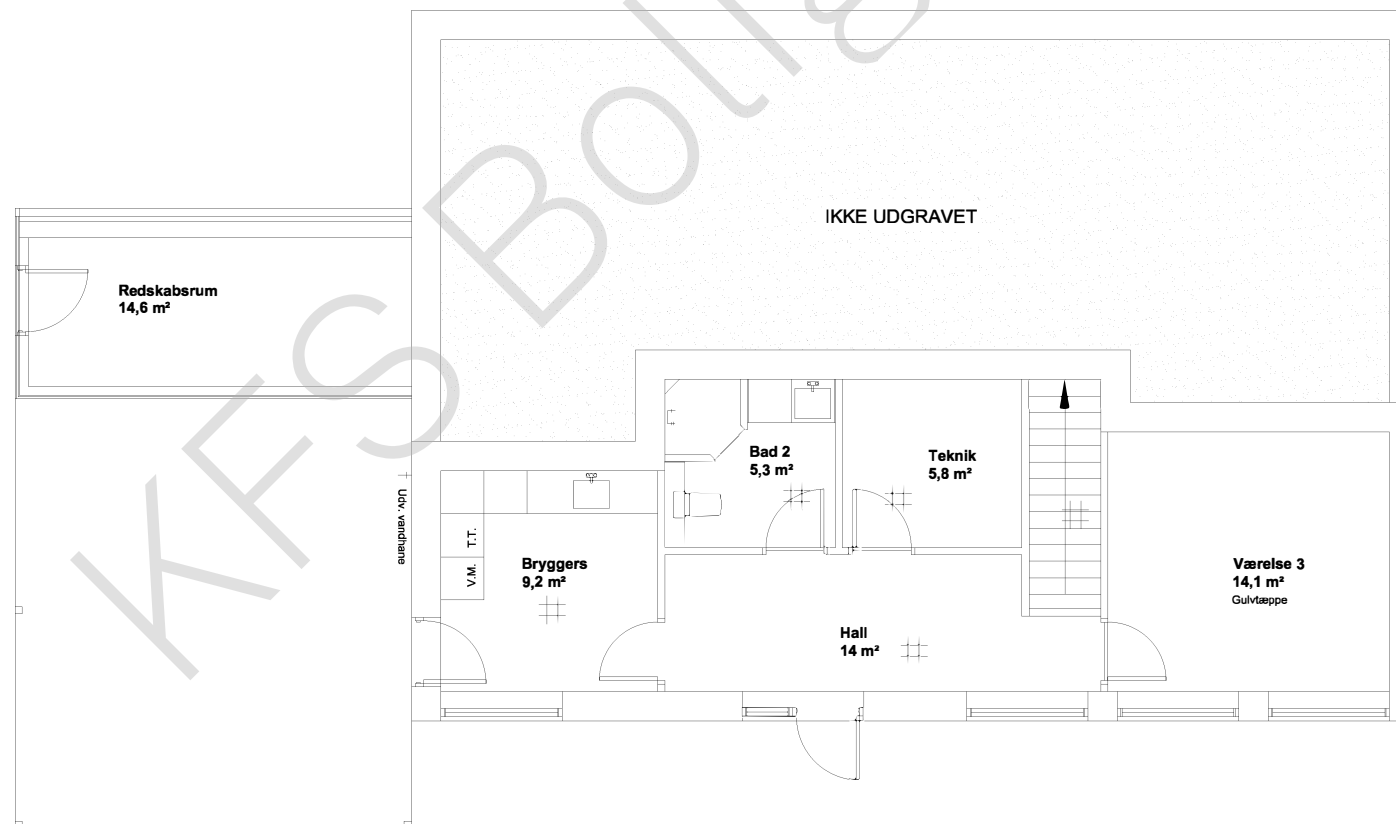 KFS Bolig
IKKE UDGRAVET
Redskabsrum
14,6 m²
Bad 2
5,3 m²
Teknik
5,8 m²
Udv. vandhane
T.T.
V.M.
Bryggers
9,2 m²
Værelse 3
14,1 m²
Gulvtæppe
Hall
14 m²